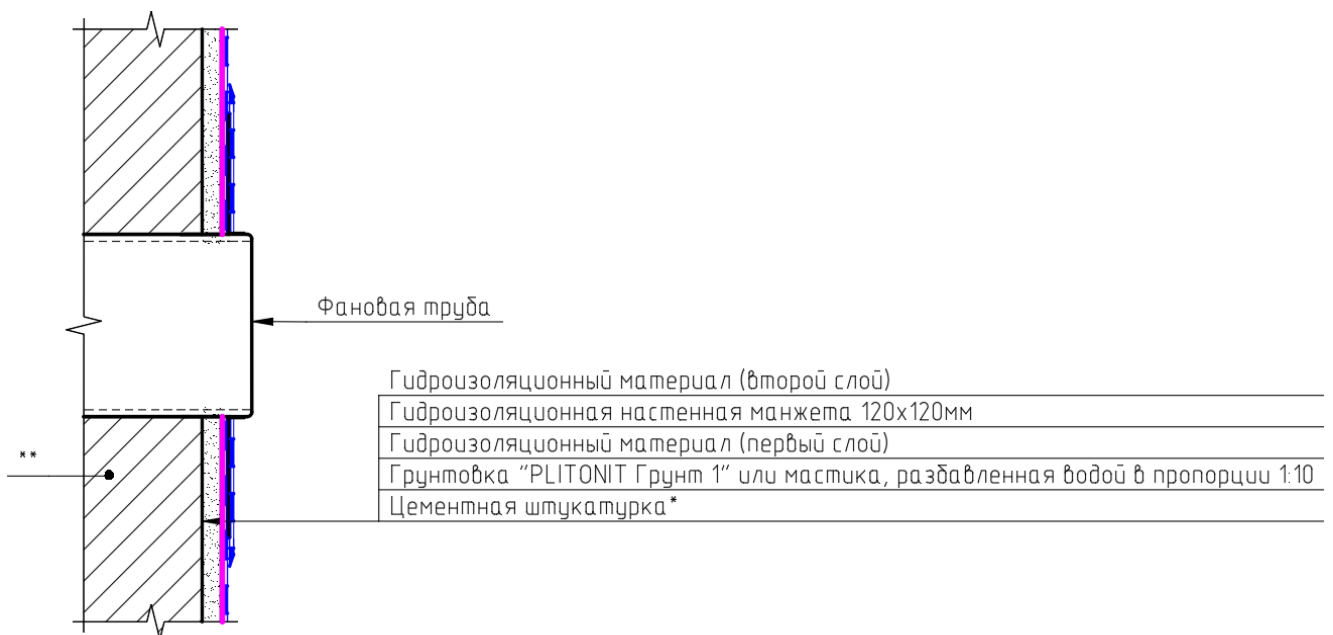 Фановая труба
Гидроизоляционный материал (второй слой)
Гидроизоляционная настенная манжета 120х120мм
Гидроизоляционный материал (первый слой)
Грунтовка "PLITONIT Грунт 1" или мастика, разбавленная водой в пропорции 1:10
**
Цементная штукатурка*